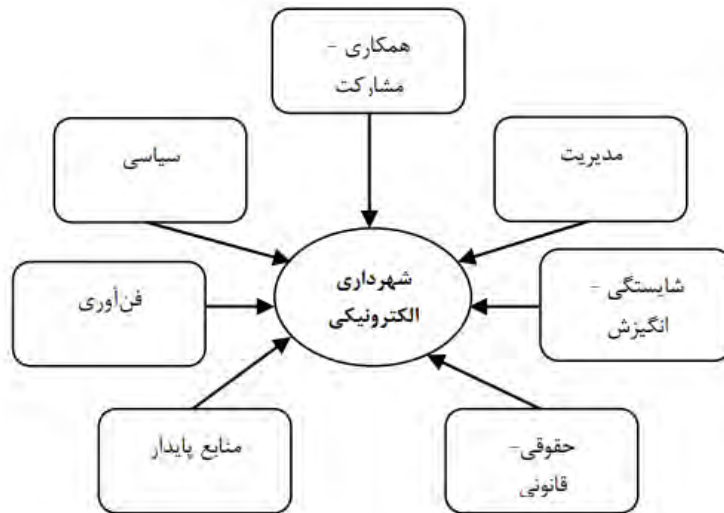 همکاری -
مشارکت
مدیریت
سیاسی
شایستگی -
انگیزش
شهرداری
الکترونیکی
فن‌آوری
حقوقی-
قانونی
منابع پایدار